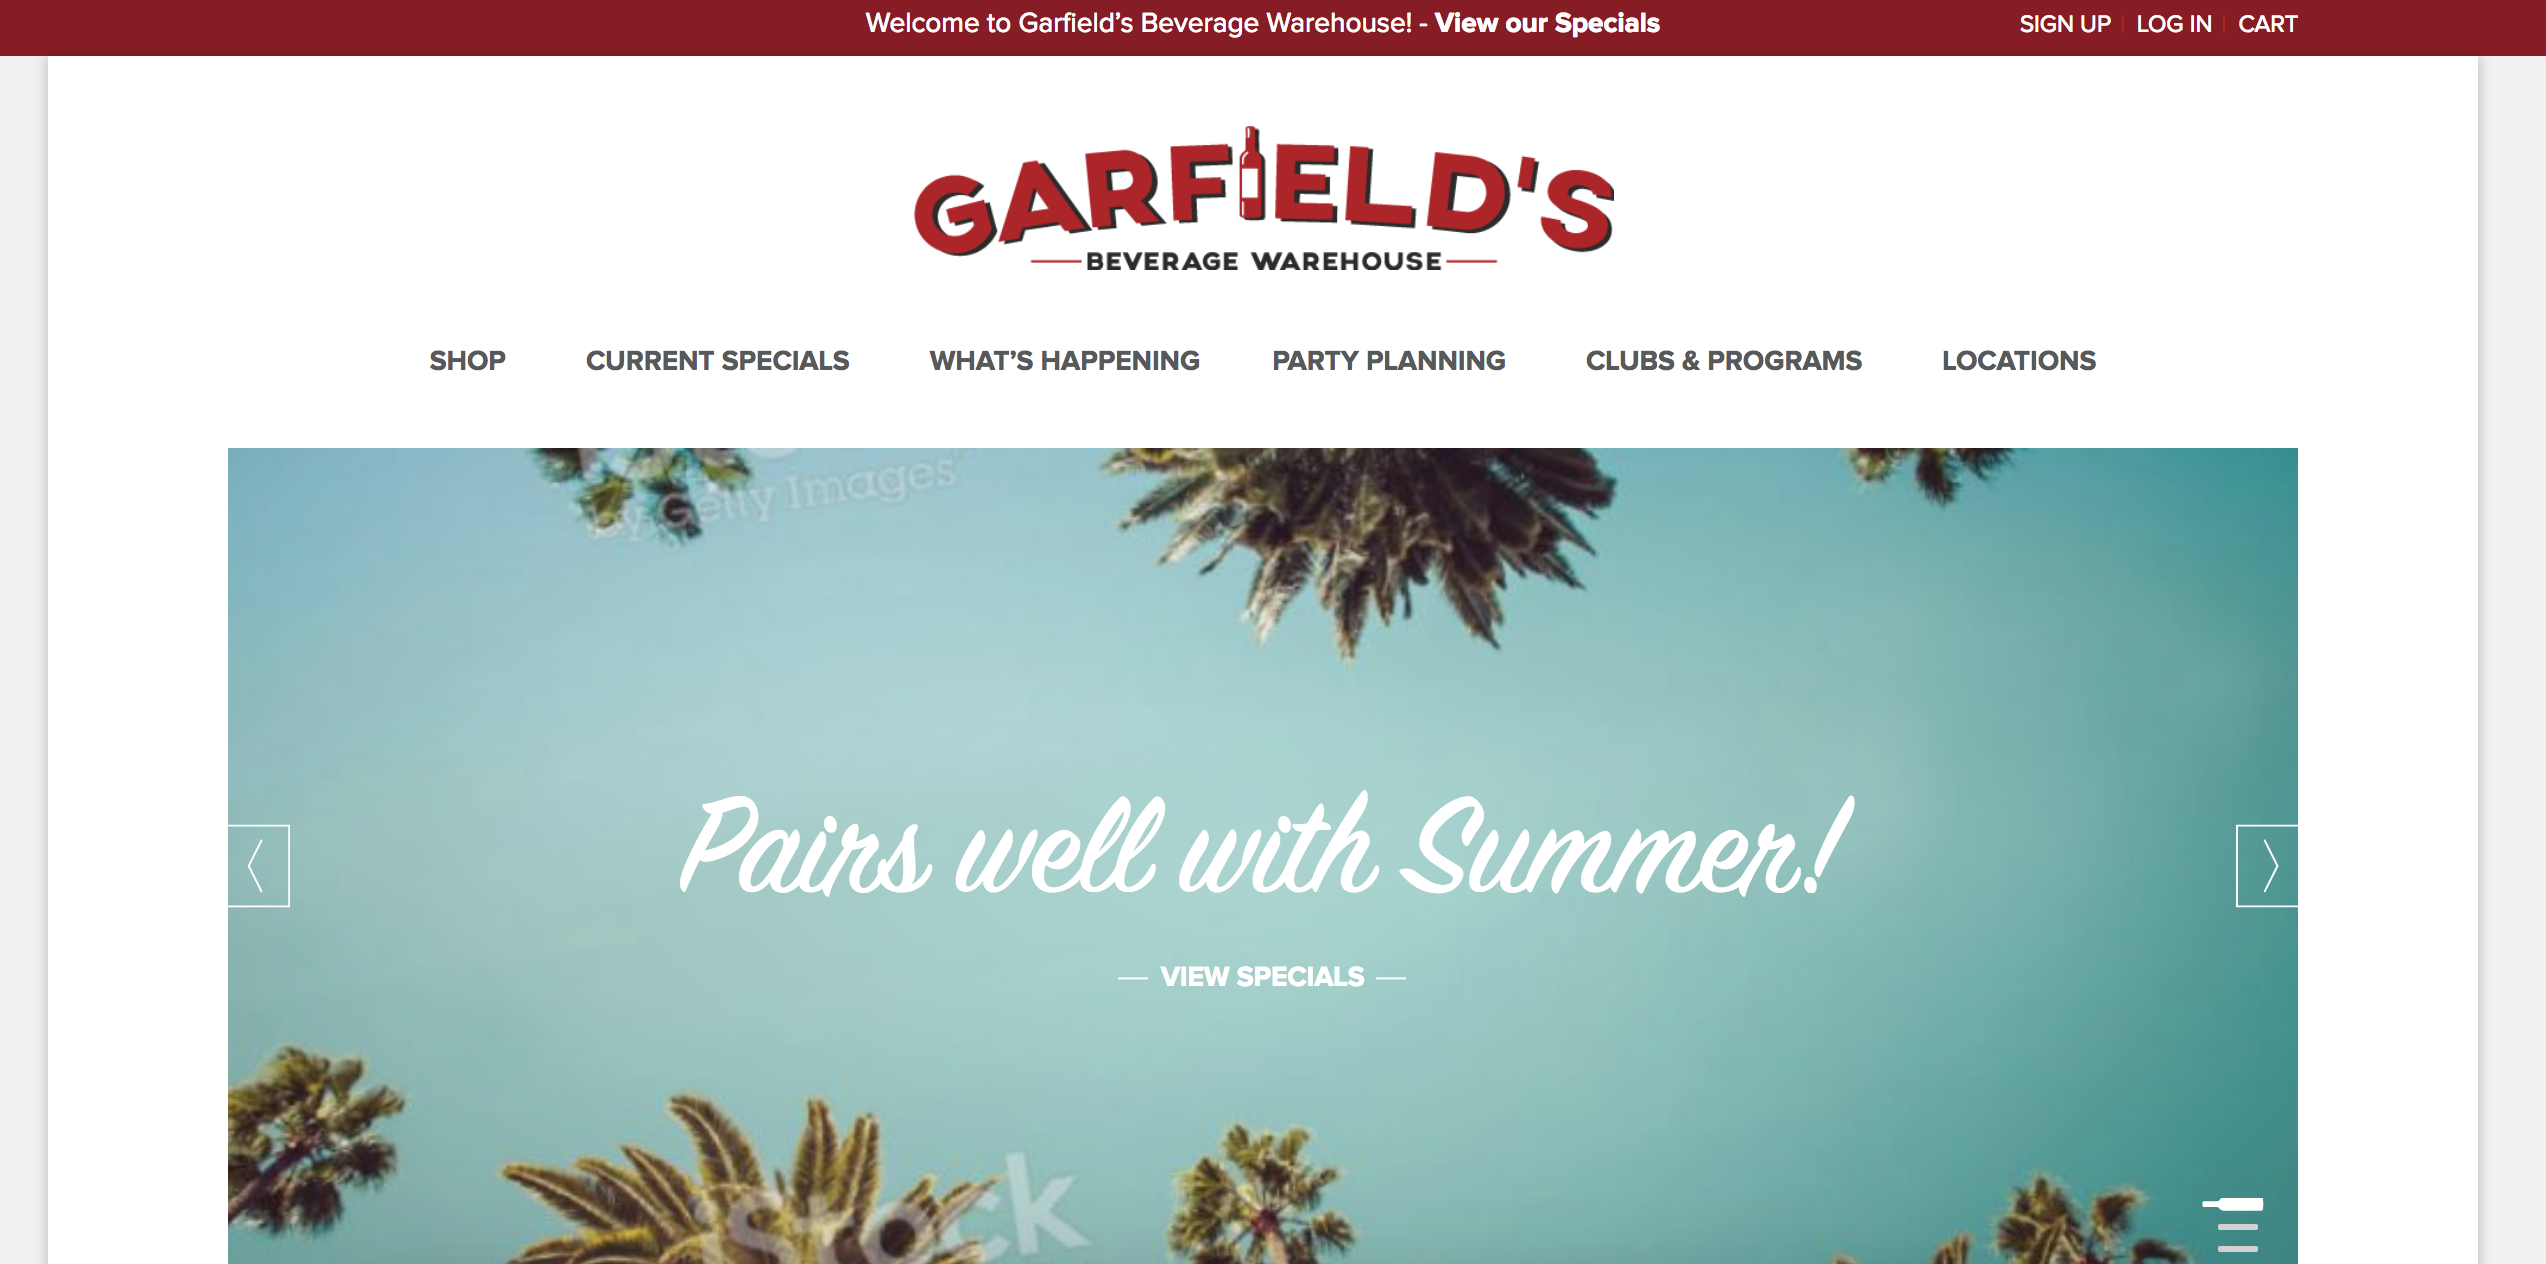 Welcome to Garfield's Beverage Warehouse! - View our Specials
SIGN UP | LOG IN | CART
GARFIELD'S
BEVERAGE WAREHOUSE
SHOP
CURRENT SPECIALS
WHAT'S HAPPENING
PARTY PLANNING
CLUBS & PROGRAMS
LOCATIONS
by Getty Images
Pairs well with Summer!
VIEW SPECIALS
iStock